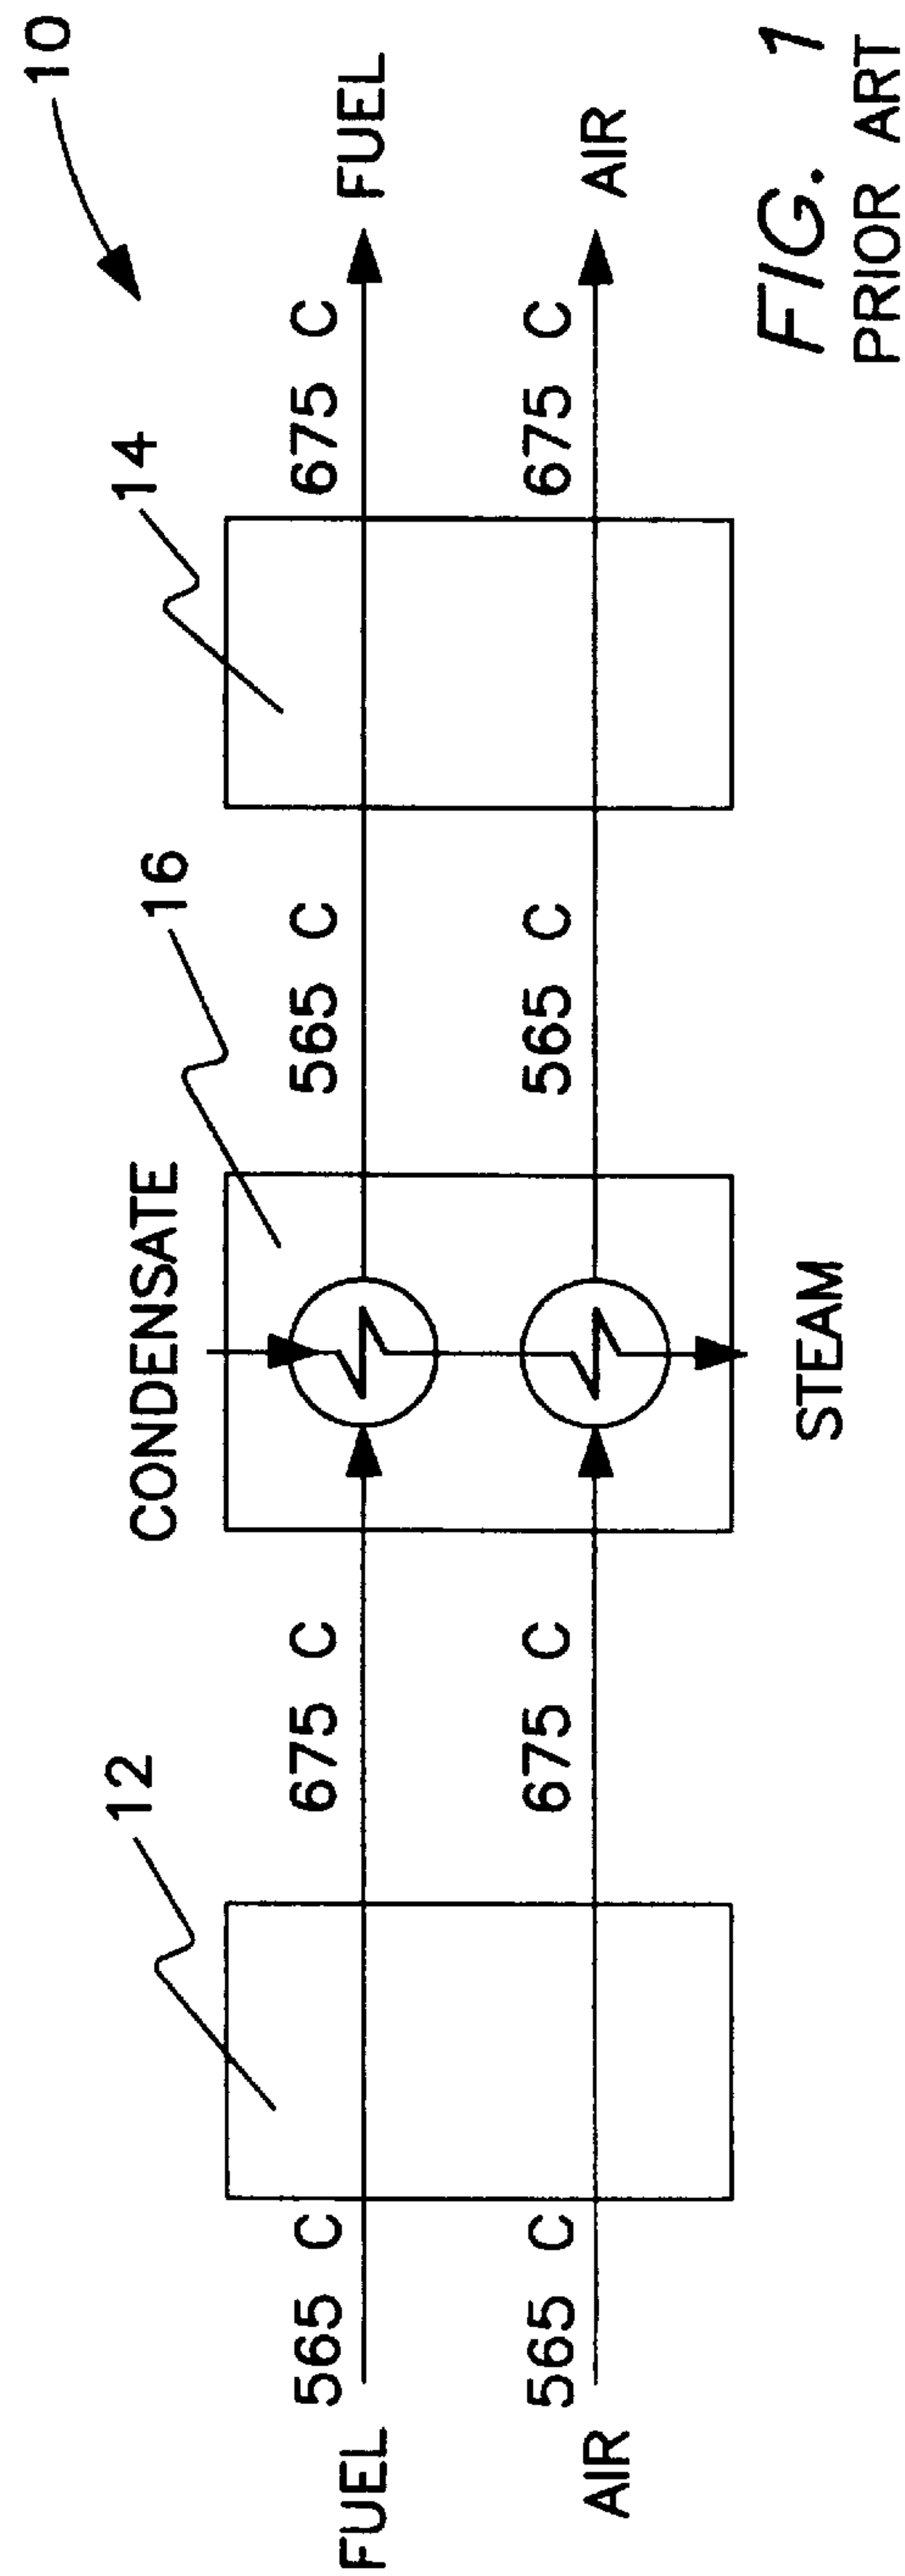 10
12
CONDENSATE
16
14
565 C
675 C
565 C
675 C
FUEL
FUEL
565 C
675 C
565 C
675 C
AIR
AIR
STEAM
FIG. 1
PRIOR ART